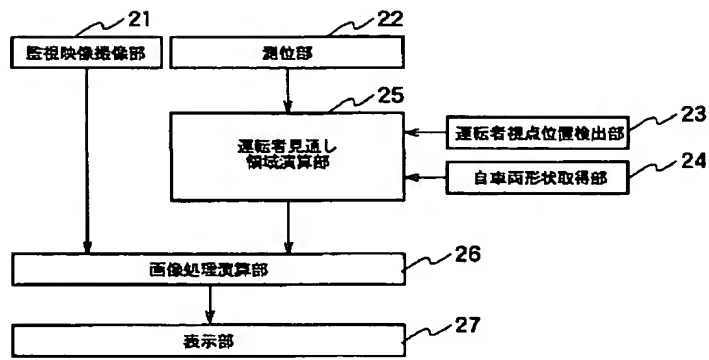 21
22
監視映像撮像部
測位部
25
運転者見通し
領域演算部
23
運転者視点位置検出部
24
自車両形状取得部
26
画像処理演算部
27
表示部